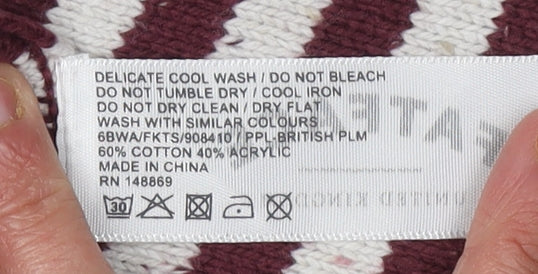 DELICATE COOL WASH / DO NOT BLEACH
DO NOT TUMBLE DRY / COOL IRON
DO NOT DRY CLEAN / DRY FLAT
WASH WITH SIMILAR COLOURS
6BWA/FKTS/908410 / PPL-BRITISH PLM
60% COTTON 40% ACRYLIC
MADE IN CHINA
RN 148869
30